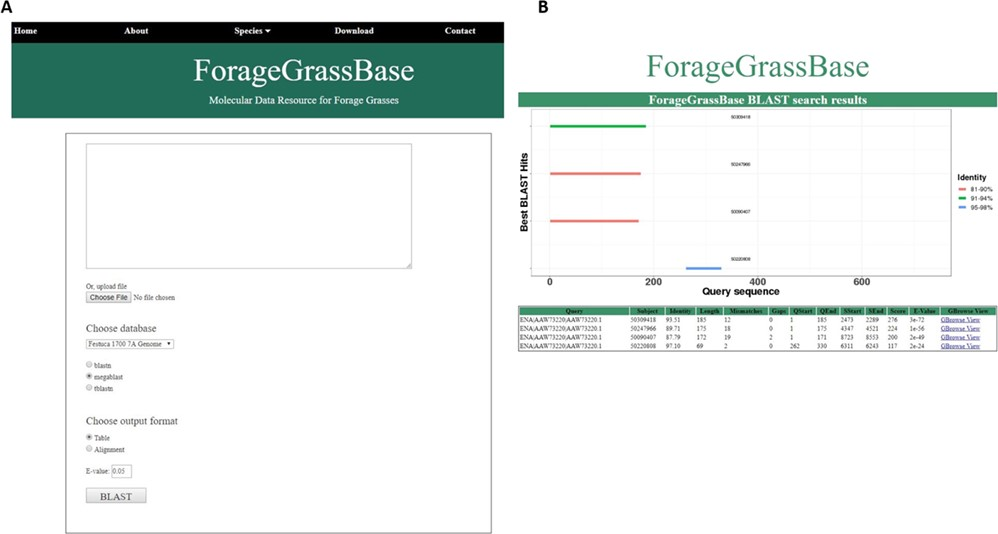 A
Home About Species Download Contact
ForageGrassBase
Molecular Data Resource for Forage Grasses
Or, upload file
Choose File No file chosen
Choose database
Festuca 1700 7A Genome
blastn
megablast
tblastn
Choose output format
Table
Alignment
E-value: 0.05
BLAST
B
ForageGrassBase
ForageGrassBase BLAST search results
50309418
50247966
50090407
50220808
Best BLAST Hits
0 200 400 600
Query sequence
Identity
81-90%
91-94%
95-98%
Query Subject Identity Length Mismatches Gaps QStart QEnd SStart SEnd Score E-Value GBrowse View
ENA|AAW73220|AAW73220.1 50309418 93.51 185 12 0 1 185 2473 2289 276 3e-72 GBrowse View
ENA|AAW73220|AAW73220.1 50247966 89.71 175 18 0 1 175 4347 4521 224 1e-56 GBrowse View
ENA|AAW73220|AAW73220.1 50090407 87.79 172 19 2 1 171 8723 8553 200 2e-49 GBrowse View
ENA|AAW73220|AAW73220.1 50220808 97.10 69 2 0 262 330 6311 6243 117 2e-24 GBrowse View